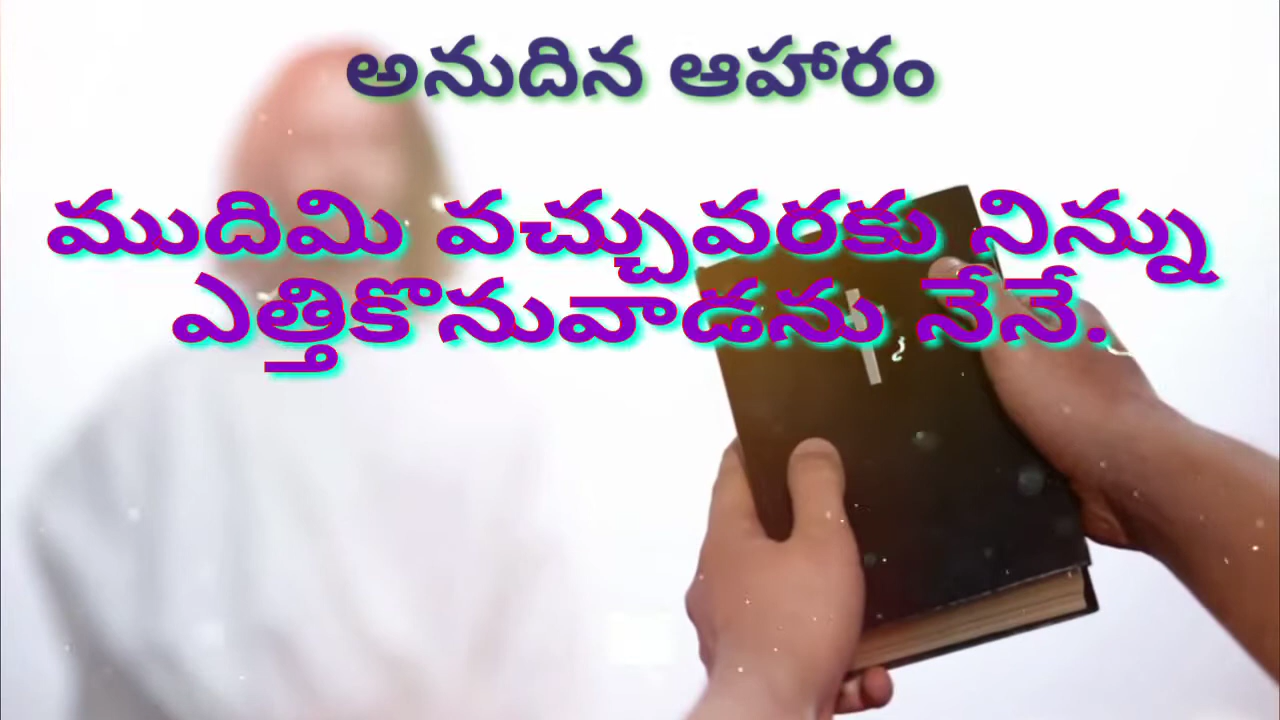 అనుదిన ఆహారం
ముదిమి వచ్చువరకు నిన్ను
ఎత్తికొనువాడను నేనే.